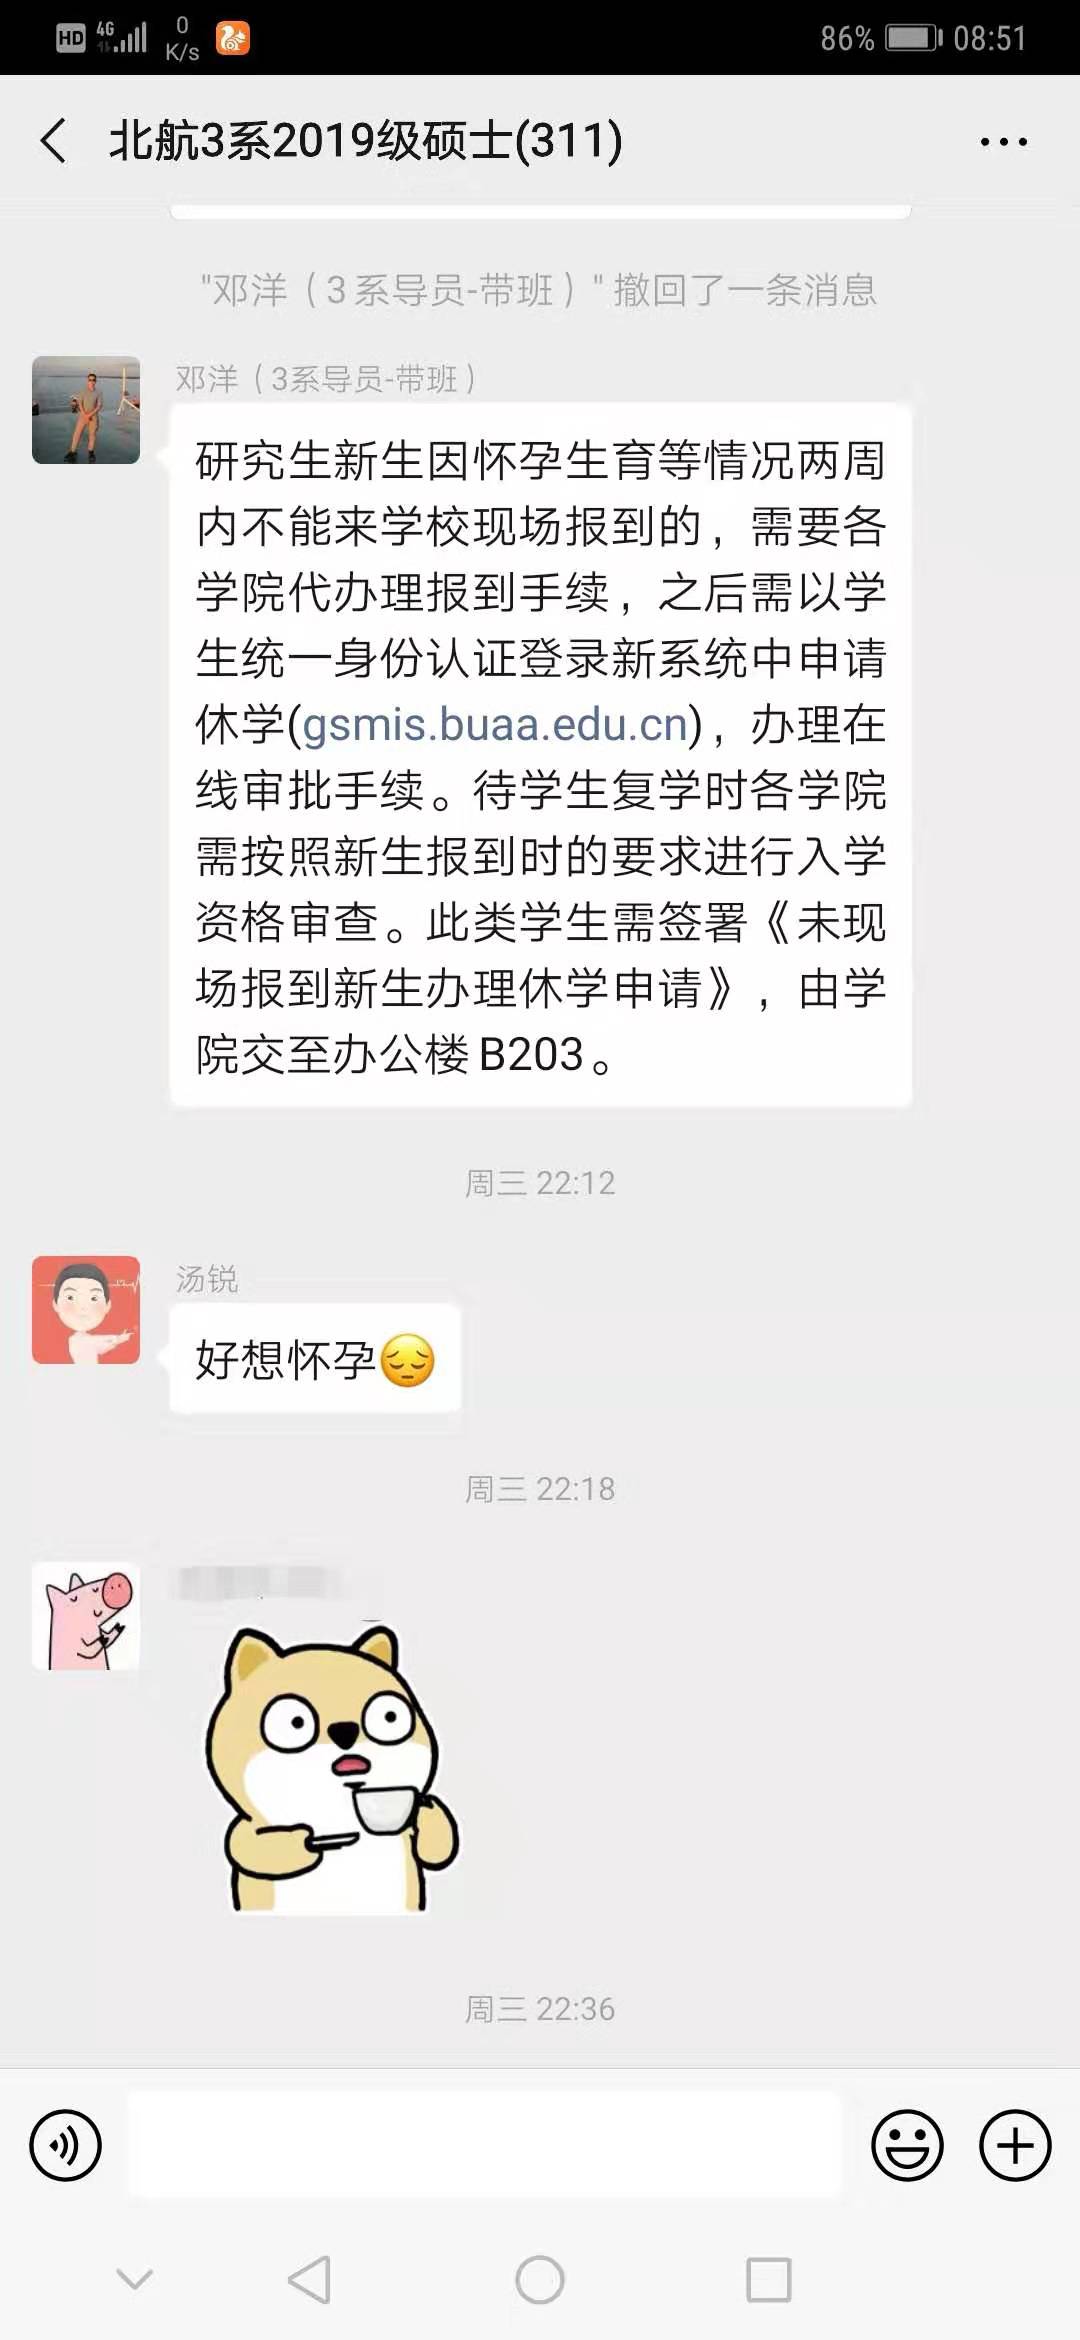 HD 4G 0 K/s 86% 08:51
北航3系2019级硕士(311)
"邓洋（3系导员-带班）"撤回了一条消息
邓洋（3系导员-带班）
研究生新生因怀孕生育等情况两周
内不能来学校现场报到的，需要各
学院代办理报到手续，之后需以学
生统一身份认证登录新系统中申请
休学(gsmis.buaa.edu.cn)，办理在
线审批手续。待学生复学时各学院
需按照新生报到时的要求进行入学
资格审查。此类学生需签署《未现
场报到新生办理休学申请》，由学
院交至办公楼B203。
周三 22:12
汤锐
好想怀孕😔
周三 22:18
周三 22:36